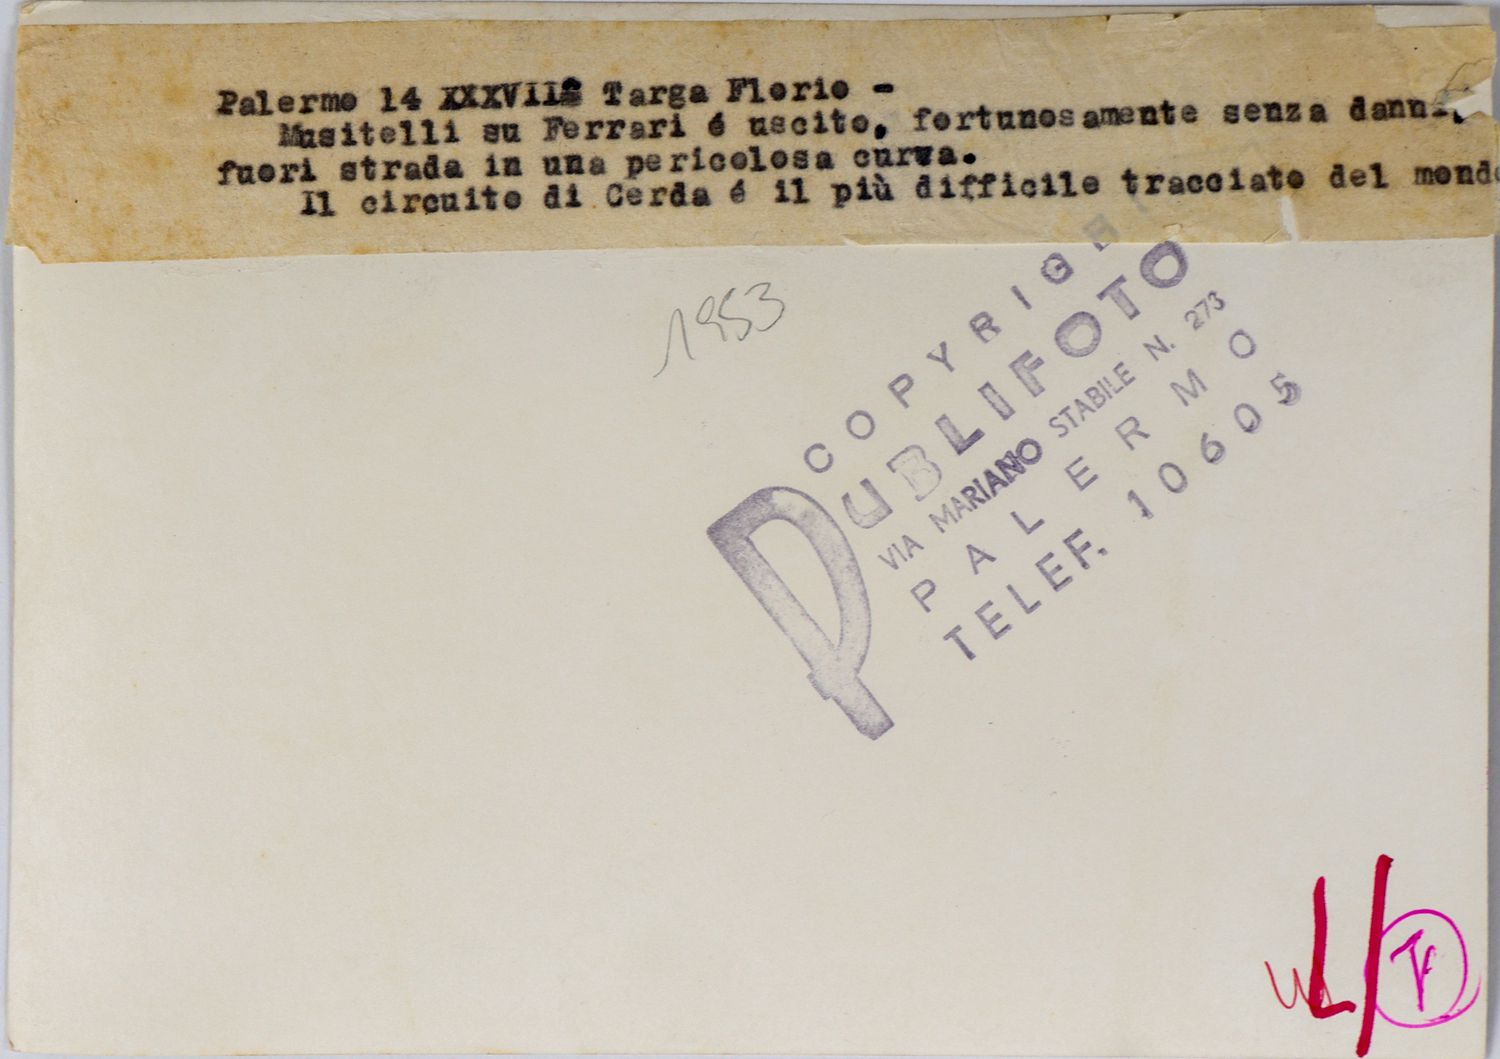 Palermo 14 XXXVIIª Targa Florio -
Musitelli su Ferrari é uscito, fortunosamente senza danni,
fuori strada in una pericolosa curva.
Il circuito di Cerda é il più difficile tracciato del mondo
1953
COPYRIGHT
PUBLIFOTO
VIA MARIANO STABILE N. 273
PALERMO
TELEF. 10605